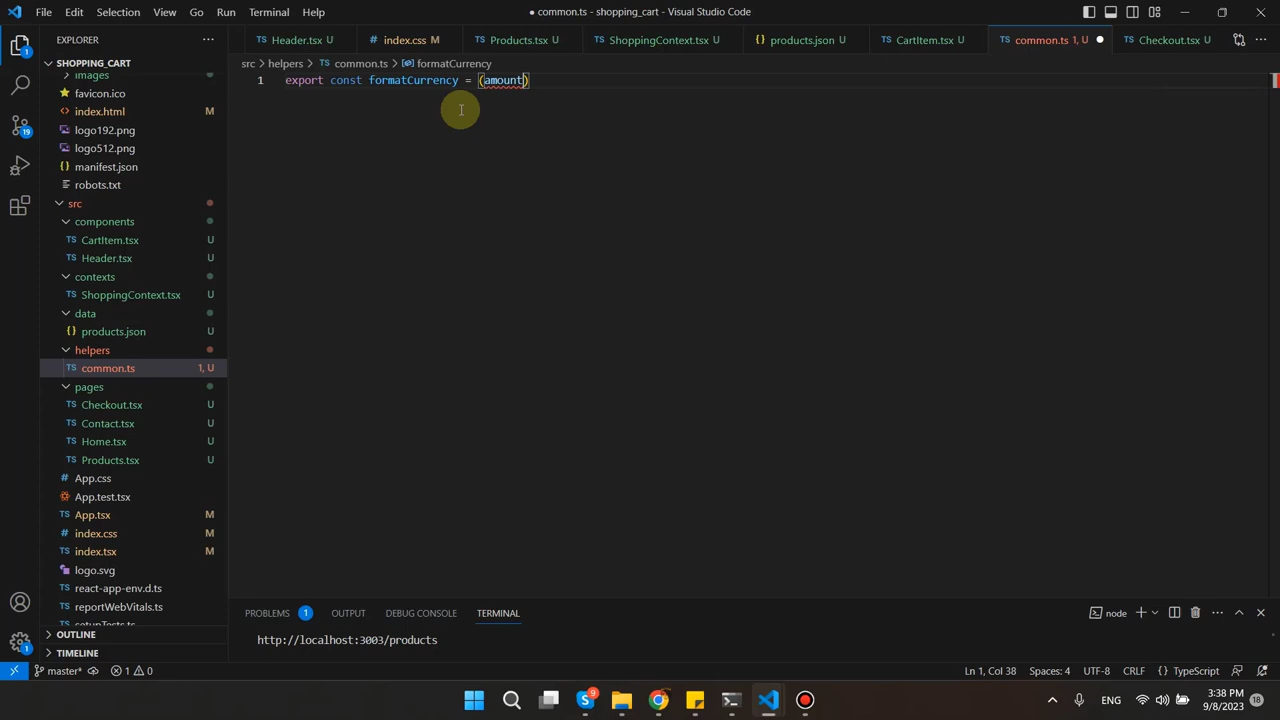 File Edit Selection View Go Run Terminal Help
● common.ts - shopping_cart - Visual Studio Code
EXPLORER
Header.tsx U
index.css M
Products.tsx U
ShoppingContext.tsx U
products.json U
CartItem.tsx U
common.ts 1, U
Checkout.tsx U
SHOPPING_CART
src > helpers > common.ts > formatCurrency
images
favicon.ico
index.html M
logo192.png
logo512.png
manifest.json
robots.txt
src
components
CartItem.tsx U
Header.tsx U
contexts
ShoppingContext.tsx U
data
products.json U
helpers
common.ts 1, U
pages
Checkout.tsx U
Contact.tsx U
Home.tsx U
Products.tsx U
App.css
App.test.tsx
App.tsx M
index.css M
index.tsx M
logo.svg
react-app-env.d.ts
reportWebVitals.ts
setupTests.ts
OUTLINE
TIMELINE
1 export const formatCurrency = (amount)
PROBLEMS 1 OUTPUT DEBUG CONSOLE TERMINAL
node
http://localhost:3003/products
master* 1 0
Ln 1, Col 38 Spaces: 4 UTF-8 CRLF {} TypeScript
ENG
3:38 PM
9/8/2023